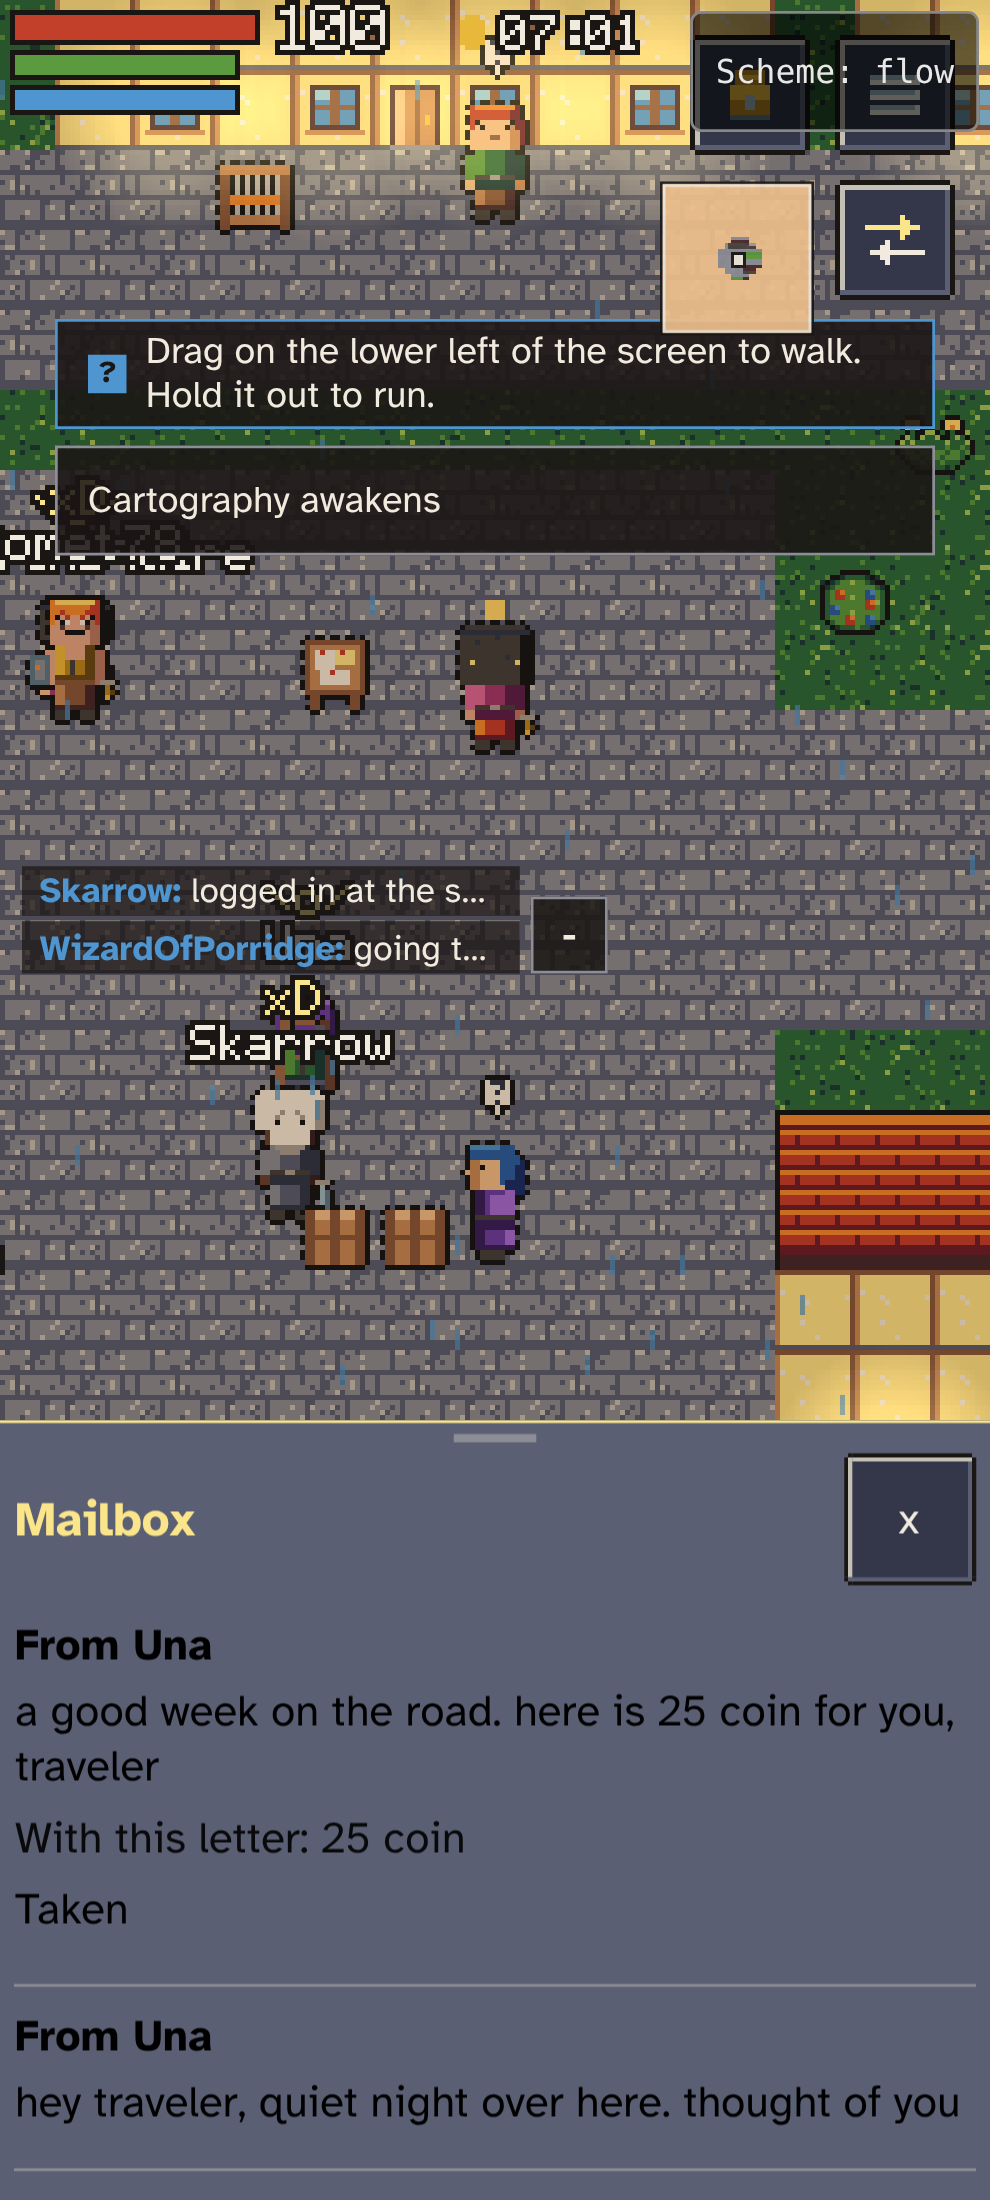 100
07:01
Scheme: flow
?
Drag on the lower left of the screen to walk.
Hold it out to run.
Cartography awakens
Skarrow: logged in at the s...
WizardOfPorridge: going t...
-
xD
Skarrow
!
Mailbox
x
From Una
a good week on the road. here is 25 coin for you,
traveler
With this letter: 25 coin
Taken
From Una
hey traveler, quiet night over here. thought of you